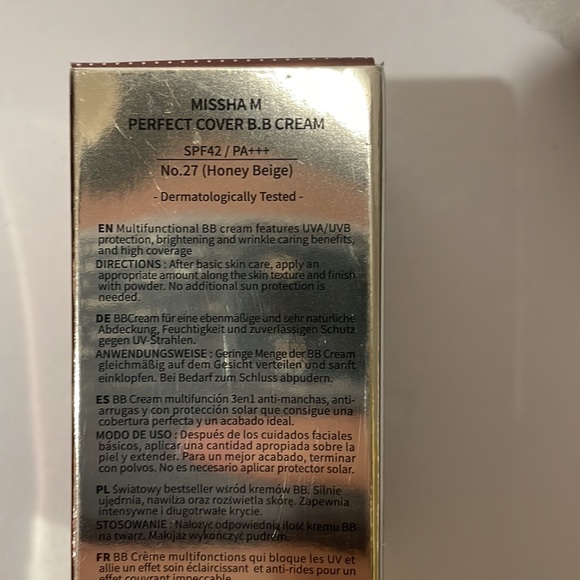 MISSHA M
PERFECT COVER B.B CREAM
SPF42 / PA+++
No.27 (Honey Beige)
- Dermatologically Tested -
EN Multifunctional BB cream features UVA/UVB
protection, brightening and wrinkle caring benefits,
and high coverage
DIRECTIONS : After basic skin care, apply an
appropriate amount along the skin texture and finish
with powder. No additional sun protection is
needed.
DE BBCream für eine ebenmäßige und sehr natürliche
Abdeckung, Feuchtigkeit und zuverlässigen Schutz
gegen UV-Strahlen.
ANWENDUNGSWEISE : Geringe Menge der BB Cream
gleichmäßig auf dem Gesicht verteilen und sanft
einklopfen. Bei Bedarf zum Schluss abpudern.
ES BB Cream multifunción 3en1 anti-manchas, anti-
arrugas y con protección solar que consigue una
cobertura perfecta y un acabado ideal.
MODO DE USO : Después de los cuidados faciales
básicos, aplicar una cantidad apropiada sobre la
piel y extender. Para un mejor acabado, terminar
con polvos. No es necesario aplicar protector solar.
PL Światowy bestseller wśród kremów BB. Silnie
ujędrnia, nawilża oraz rozświetla skórę. Zapewnia
intensywne i długotrwałe krycie.
STOSOWANIE : Nałożyć odpowiednią ilość kremu BB
na twarz. Makijaż wykończyć pudrem.
FR BB Crème multifonctions qui bloque les UV et
allie un effet soin éclaircissant et anti-rides pour un
effet couvrant impeccable.